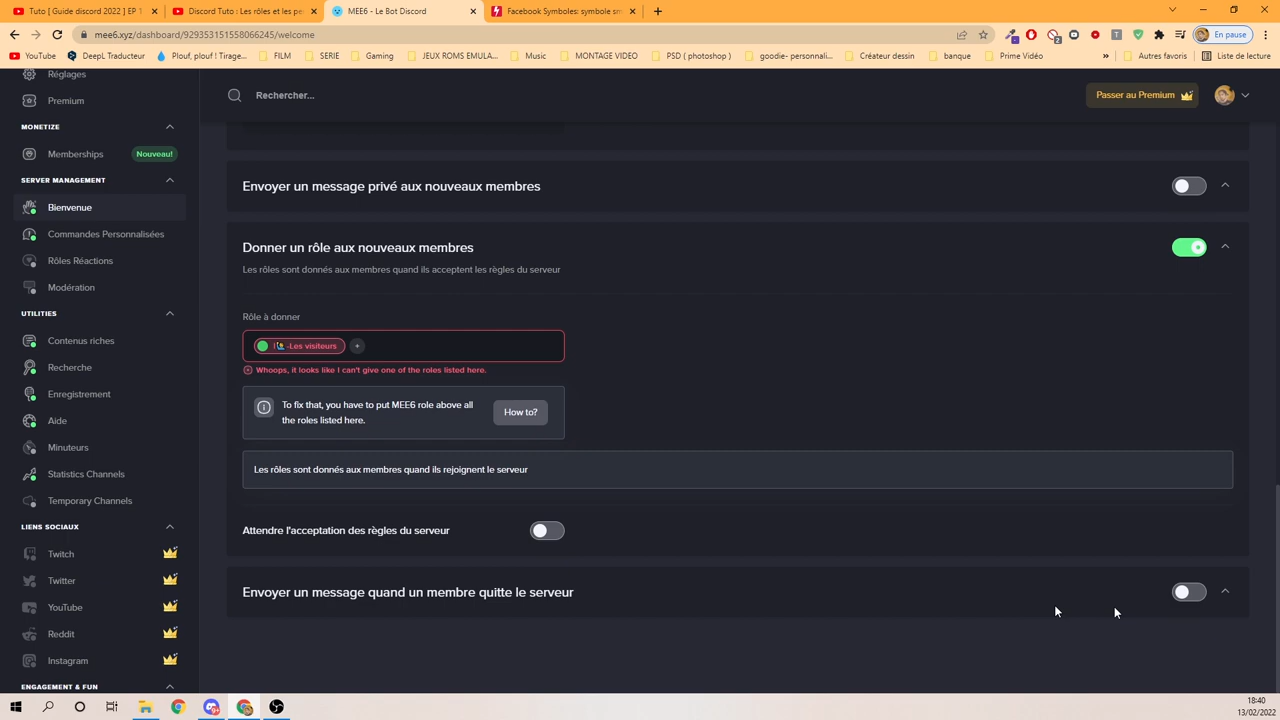 Tuto [ Guide discord 2022 ] EP 1
Discord Tuto : Les rôles et les pe
MEE6 - Le Bot Discord
Facebook Symboles: symbole sm
mee6.xyz/dashboard/929353151558066245/welcome
En pause
YouTube
DeepL Traducteur
Plouf, plouf ! Tirage...
FILM
SERIE
Gaming
JEUX ROMS EMULA...
Music
MONTAGE VIDEO
PSD ( photoshop )
goodie- personnali...
Créateur dessin
banque
Prime Vidéo
»
Autres favoris
Liste de lecture
Réglages
Premium
MONETIZE
Memberships
Nouveau!
SERVER MANAGEMENT
Bienvenue
Commandes Personnalisées
Rôles Réactions
Modération
UTILITIES
Contenus riches
Recherche
Enregistrement
Aide
Minuteurs
Statistics Channels
Temporary Channels
LIENS SOCIAUX
Twitch
Twitter
YouTube
Reddit
Instagram
ENGAGEMENT & FUN
Rechercher...
Passer au Premium
Envoyer un message privé aux nouveaux membres
Donner un rôle aux nouveaux membres
Les rôles sont donnés aux membres quand ils acceptent les règles du serveur
Rôle à donner
-Les visiteurs
+
Whoops, it looks like I can't give one of the roles listed here.
To fix that, you have to put MEE6 role above all
the roles listed here.
How to?
Les rôles sont donnés aux membres quand ils rejoignent le serveur
Attendre l'acceptation des règles du serveur
Envoyer un message quand un membre quitte le serveur
18:40
13/02/2022